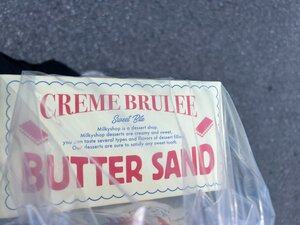 CREME BRULEE
Sweet Bite
Milkyshop is a dessert shop.
Milkyshop desserts are creamy and sweet,
you can taste several types and flavors of dessert filled
Our desserts are sure to satisfy any sweet tooth.
BUTTER SAND